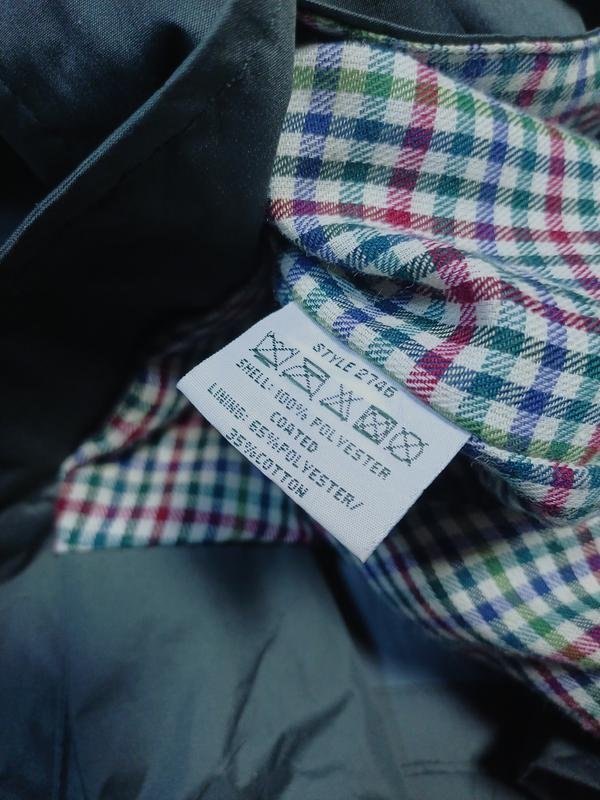 STYLE 2746
SHELL: 100% POLYESTER
COATED
LINING: 65%POLYESTER/
35%COTTON